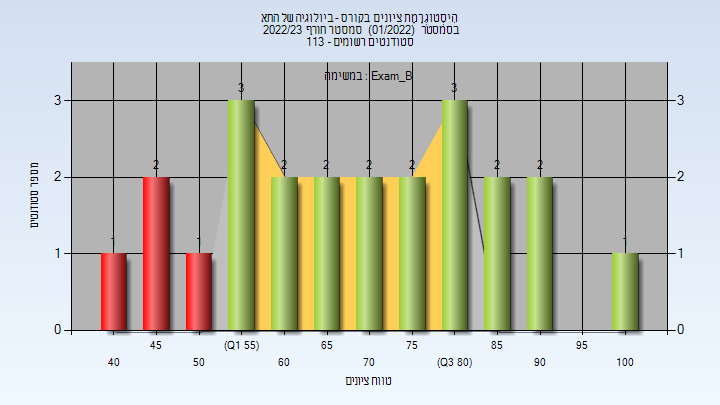 היסטוגרמת ציונים בקורס - ביולוגיה של התא
בסמסטר (01/2022) סמסטר חורף 2022/23
סטודנטים רשומים - 113
במשימה : Exam_B
מספר סטודנטים
3 3
2 2
1 1
0 0
1 2 1 3 2 2 2 2 3 2 2 1
45 (Q1 55) 65 75 85 95
40 50 60 70 (Q3 80) 90 100
טווח ציונים